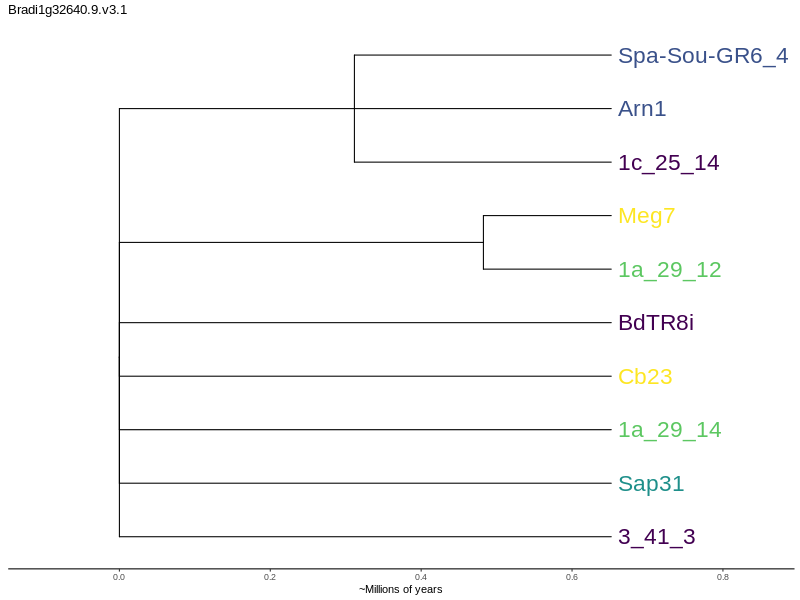 Bradi1g32640.9.v3.1
Spa-Sou-GR6_4
Arn1
1c_25_14
Meg7
1a_29_12
BdTR8i
Cb23
1a_29_14
Sap31
3_41_3
0.0 0.2 0.4 0.6 0.8
~Millions of years